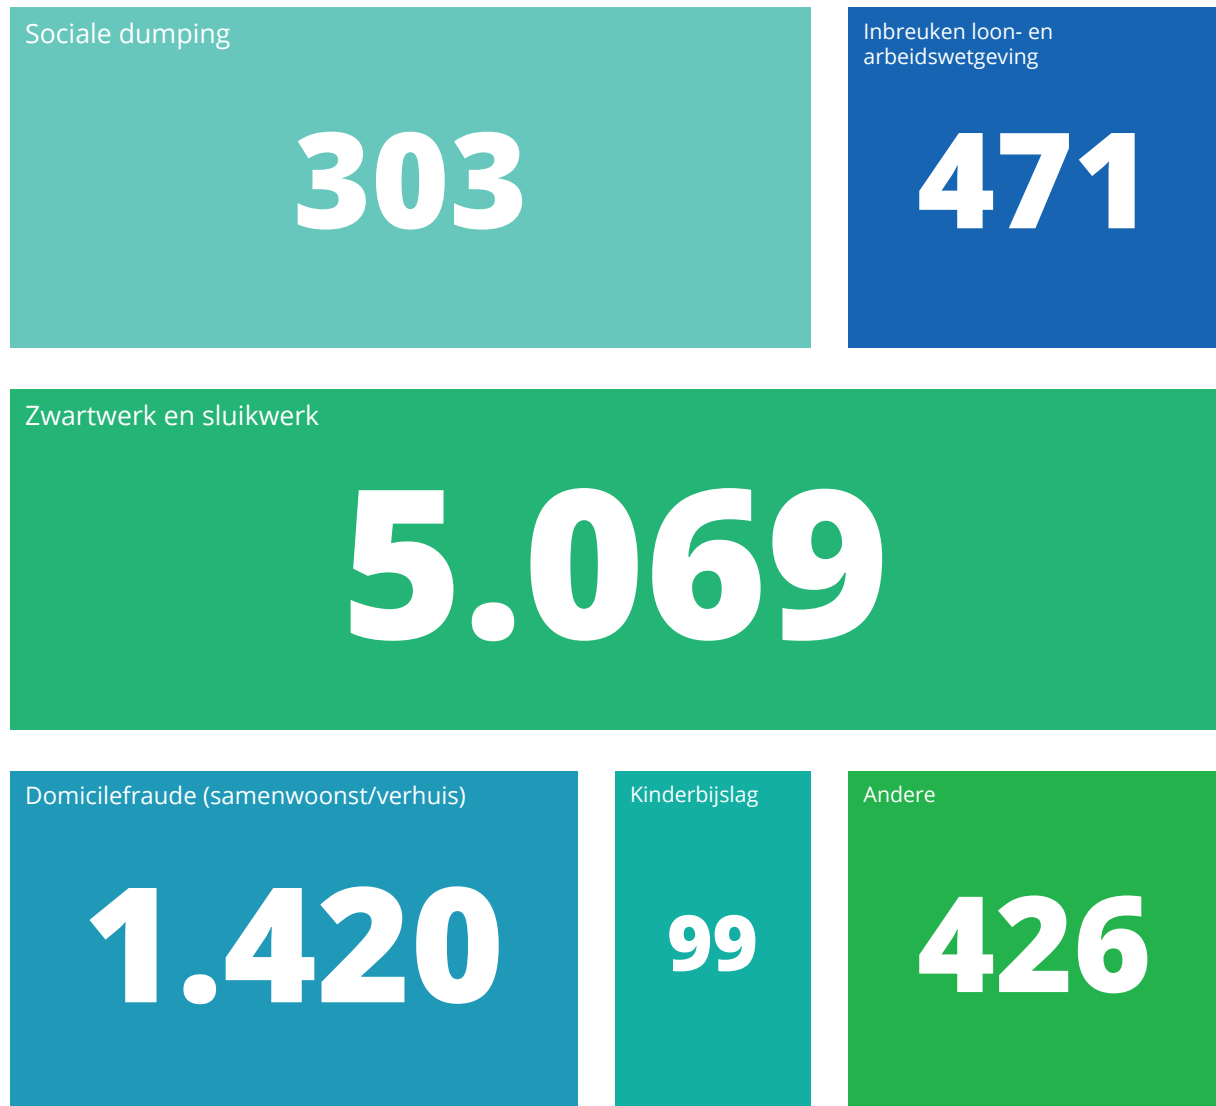 Sociale dumping
303
Inbreuken loon- en
arbeidswetgeving
471
Zwartwerk en sluikwerk
5.069
Domicilefraude (samenwoonst/verhuis)
1.420
Kinderbijslag
99
Andere
426